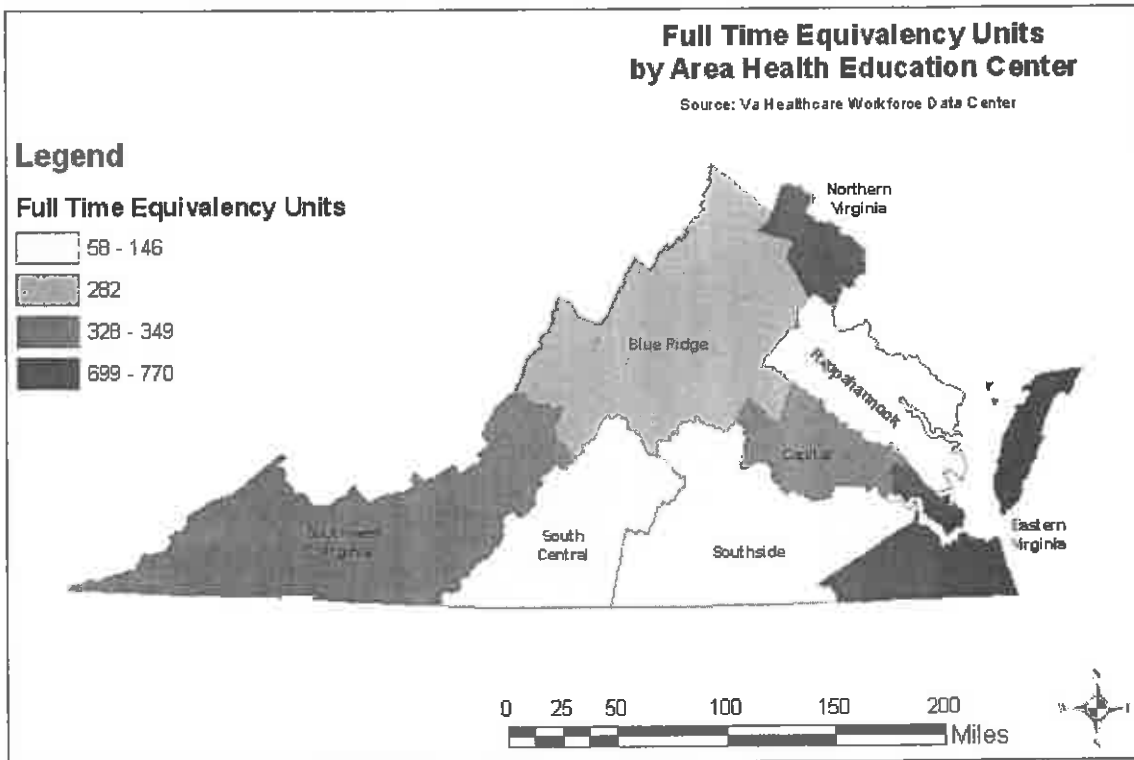 Full Time Equivalency Units
by Area Health Education Center
Source: Va Healthcare Workforce Data Center
Legend
Full Time Equivalency Units
58 - 146
282
328 - 349
699 - 770
Northern
Virginia
Blue Ridge
Rappahannock
Capital
Southwest
Virginia
South
Central
Southside
Eastern
Virginia
0 25 50 100 150 200
Miles